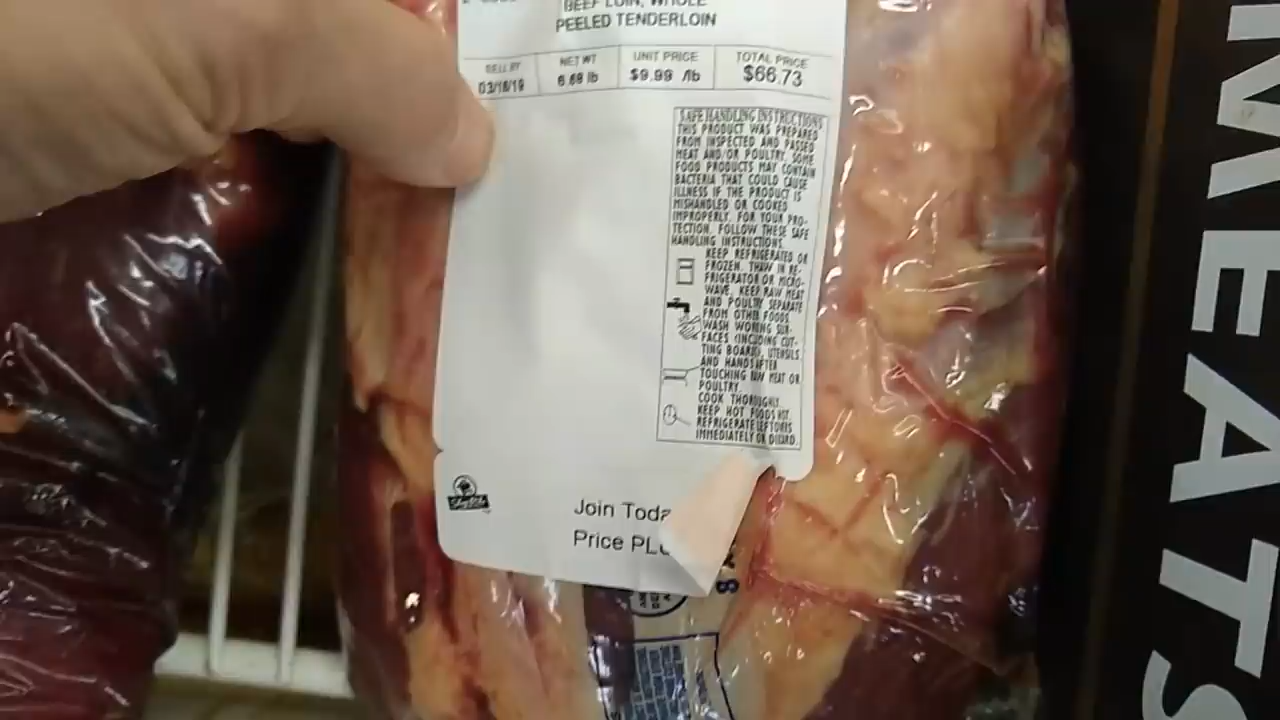 BEEF LOIN, WHOLE
PEELED TENDERLOIN
SELL BY NET WT UNIT PRICE TOTAL PRICE
03/18/19 6.68 lb $9.99 /lb $66.73
SAFE HANDLING INSTRUCTIONS
THIS PRODUCT WAS PREPARED
FROM INSPECTED AND PASSED
MEAT AND/OR POULTRY. SOME
FOOD PRODUCTS MAY CONTAIN
BACTERIA THAT COULD CAUSE
ILLNESS IF THE PRODUCT IS
MISHANDLED OR COOKED
IMPROPERLY. FOR YOUR PRO-
TECTION, FOLLOW THESE SAFE
HANDLING INSTRUCTIONS.
KEEP REFRIGERATED OR
FROZEN. THAW IN RE-
FRIGERATOR OR MICRO-
WAVE. KEEP RAW MEAT
AND POULTRY SEPARATE
FROM OTHER FOODS
WASH WORKING SUR-
FACES (INCLUDING CUT-
TING BOARD), UTENSILS
AND HANDS AFTER
TOUCHING RAW MEAT OR
POULTRY.
COOK THOROUGHLY.
KEEP HOT FOODS HOT.
REFRIGERATE LEFTOVERS
IMMEDIATELY OR DISCARD.
Join Toda
Price PLU
MEATS